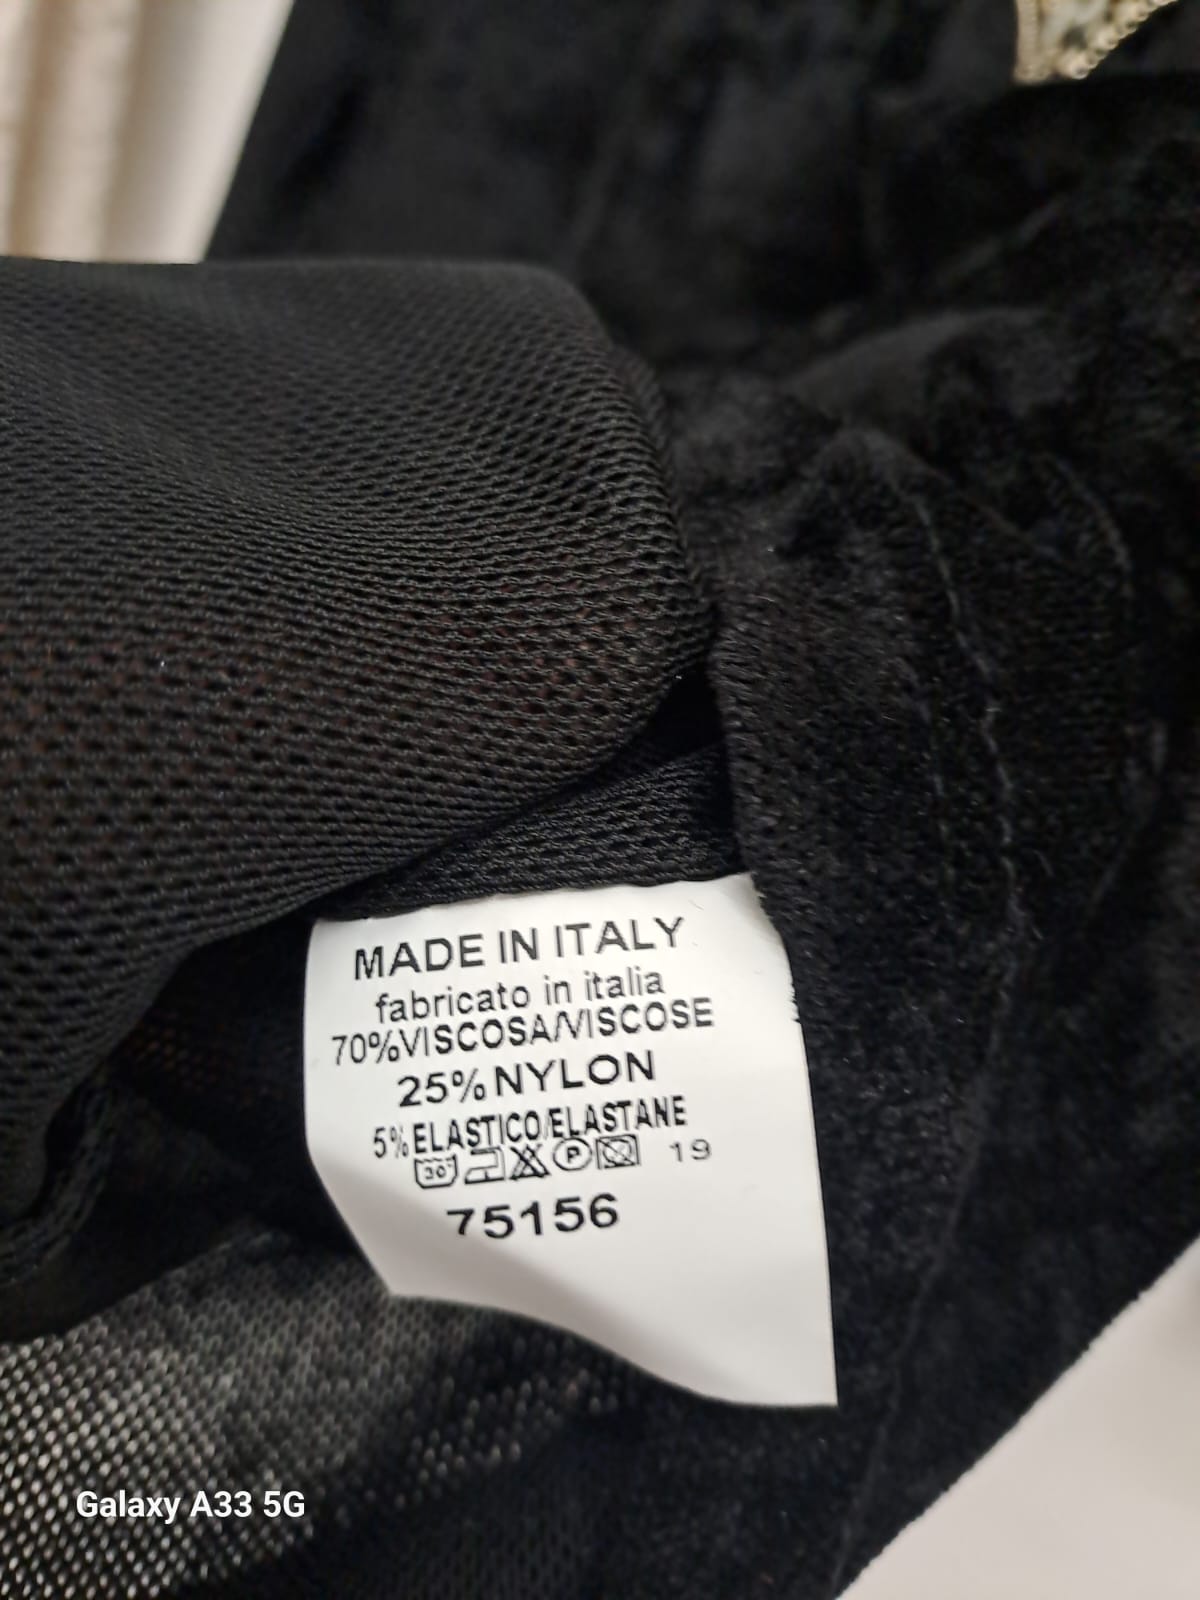 MADE IN ITALY
fabricato in italia
70%VISCOSA/VISCOSE
25%NYLON
5%ELASTICO/ELASTANE
30° P 19
75156
Galaxy A33 5G